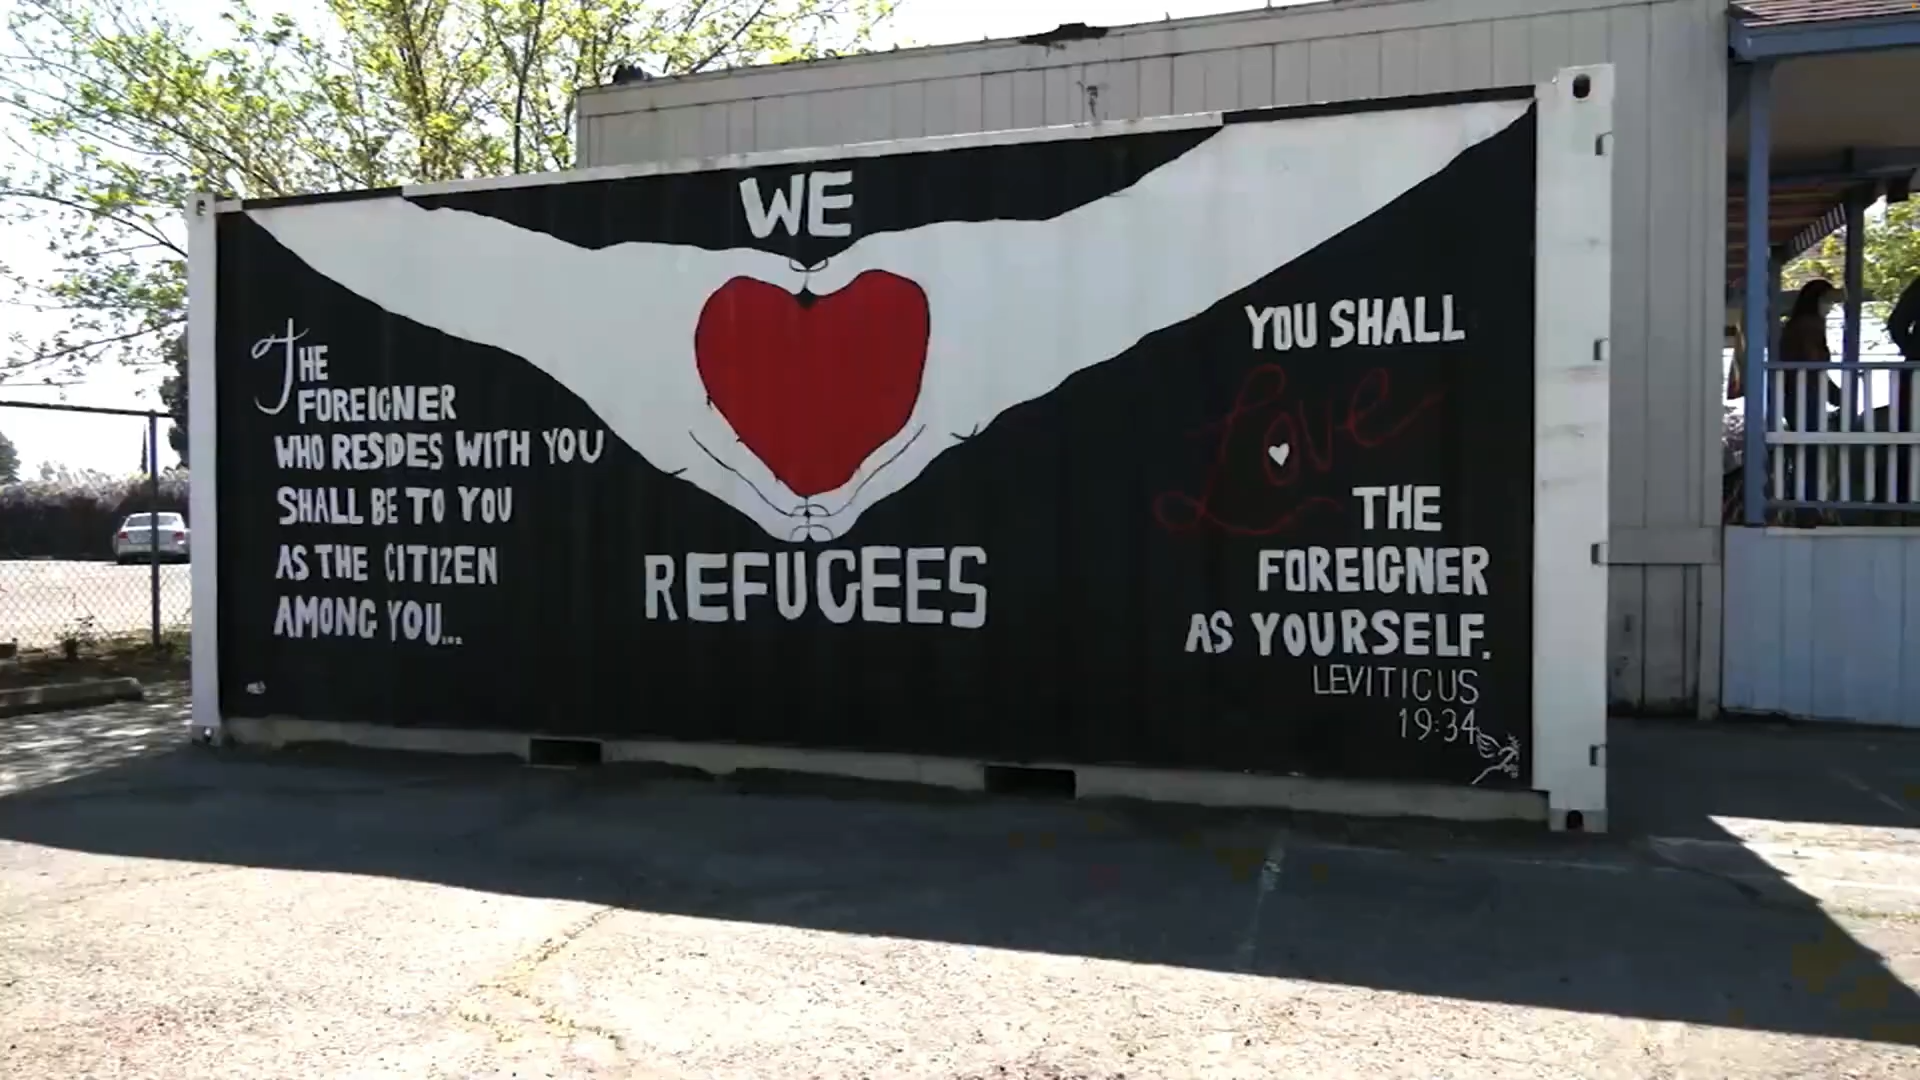 WE
REFUGEES
THE
FOREIGNER
WHO RESIDES WITH YOU
SHALL BE TO YOU
AS THE CITIZEN
AMONG YOU...
YOU SHALL
Love
THE
FOREIGNER
AS YOURSELF.
LEVITICUS
19:34